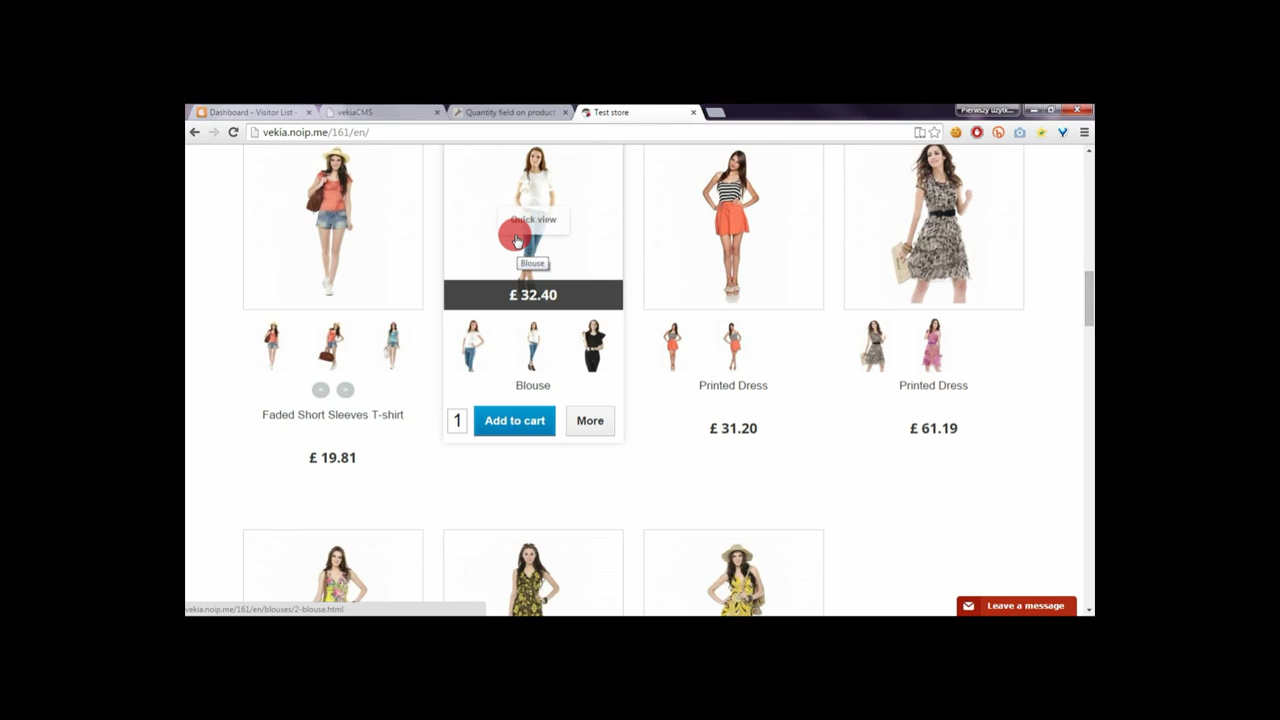 Dashboard - Visitor List -
vekiaCMS
Quantity field on product
Test store
Pierwszy użytk...
vekia.noip.me/161/en/
Quick view
Blouse
£ 32.40
Blouse
Printed Dress
Printed Dress
Faded Short Sleeves T-shirt
1
Add to cart
More
£ 31.20
£ 61.19
£ 19.81
vekia.noip.me/161/en/blouses/2-blouse.html
Leave a message